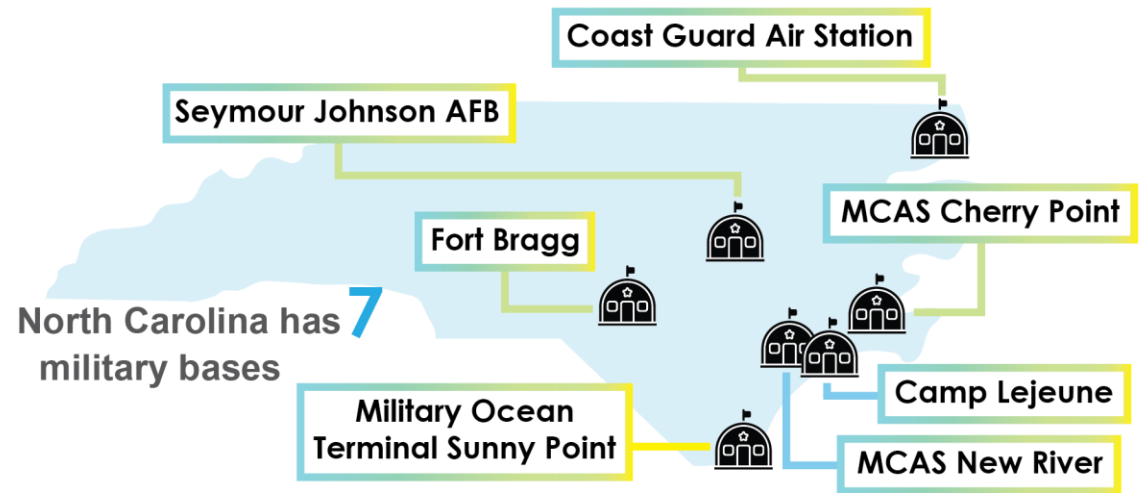 Coast Guard Air Station
Seymour Johnson AFB
MCAS Cherry Point
Fort Bragg
North Carolina has 7
military bases
Camp Lejeune
Military Ocean
Terminal Sunny Point
MCAS New River